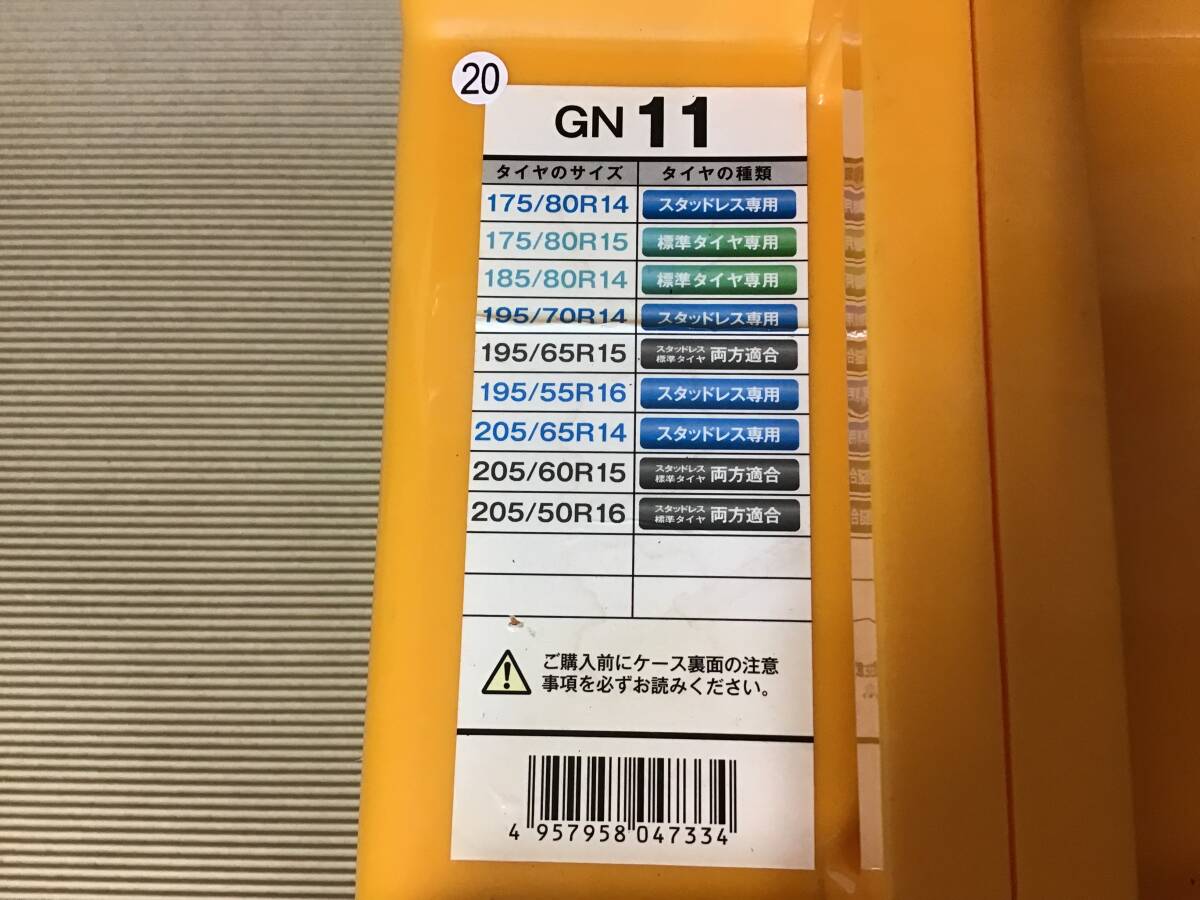 20
GN 11
タイヤのサイズ タイヤの種類
175/80R14 スタッドレス専用
175/80R15 標準タイヤ専用
185/80R14 標準タイヤ専用
195/70R14 スタッドレス専用
195/65R15 スタッドレス 標準タイヤ 両方適合
195/55R16 スタッドレス専用
205/65R14 スタッドレス専用
205/60R15 スタッドレス 標準タイヤ 両方適合
205/50R16 スタッドレス 標準タイヤ 両方適合
ご購入前にケース裏面の注意
事項を必ずお読みください。
4 957958 047334